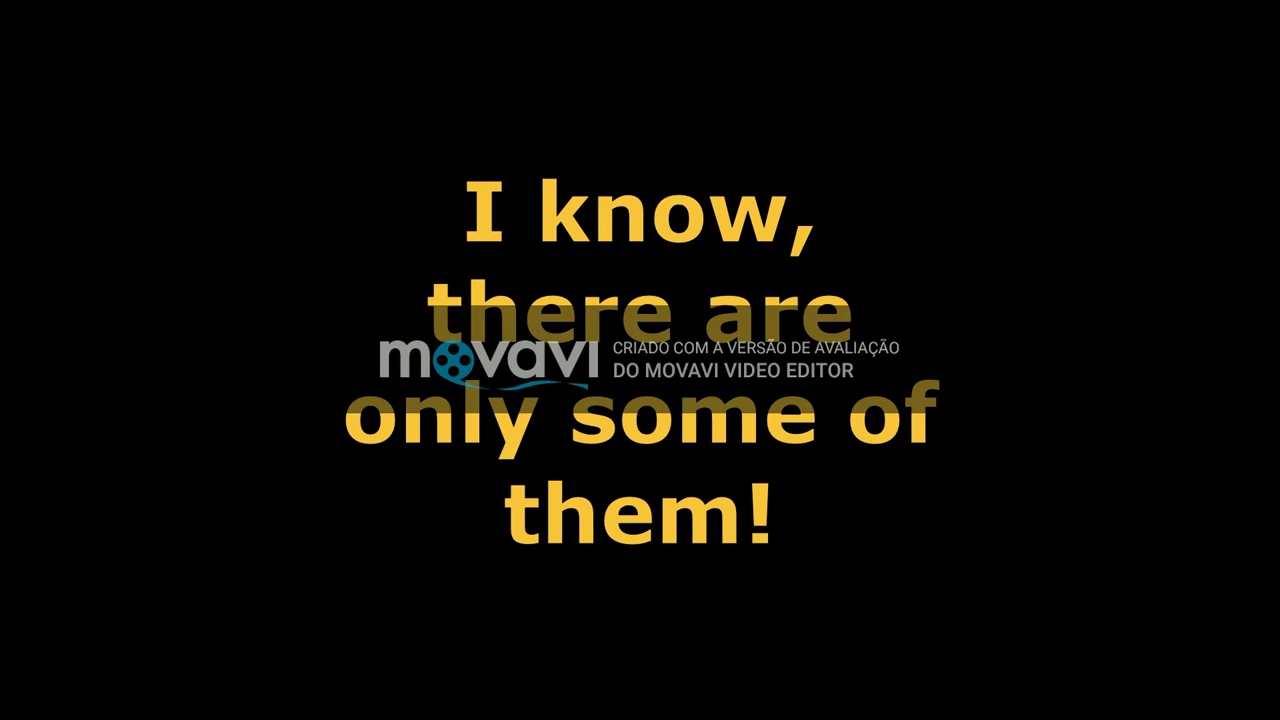 I know,
there are
movavi
CRIADO COM A VERSÃO DE AVALIAÇÃO
DO MOVAVI VIDEO EDITOR
only some of
them!